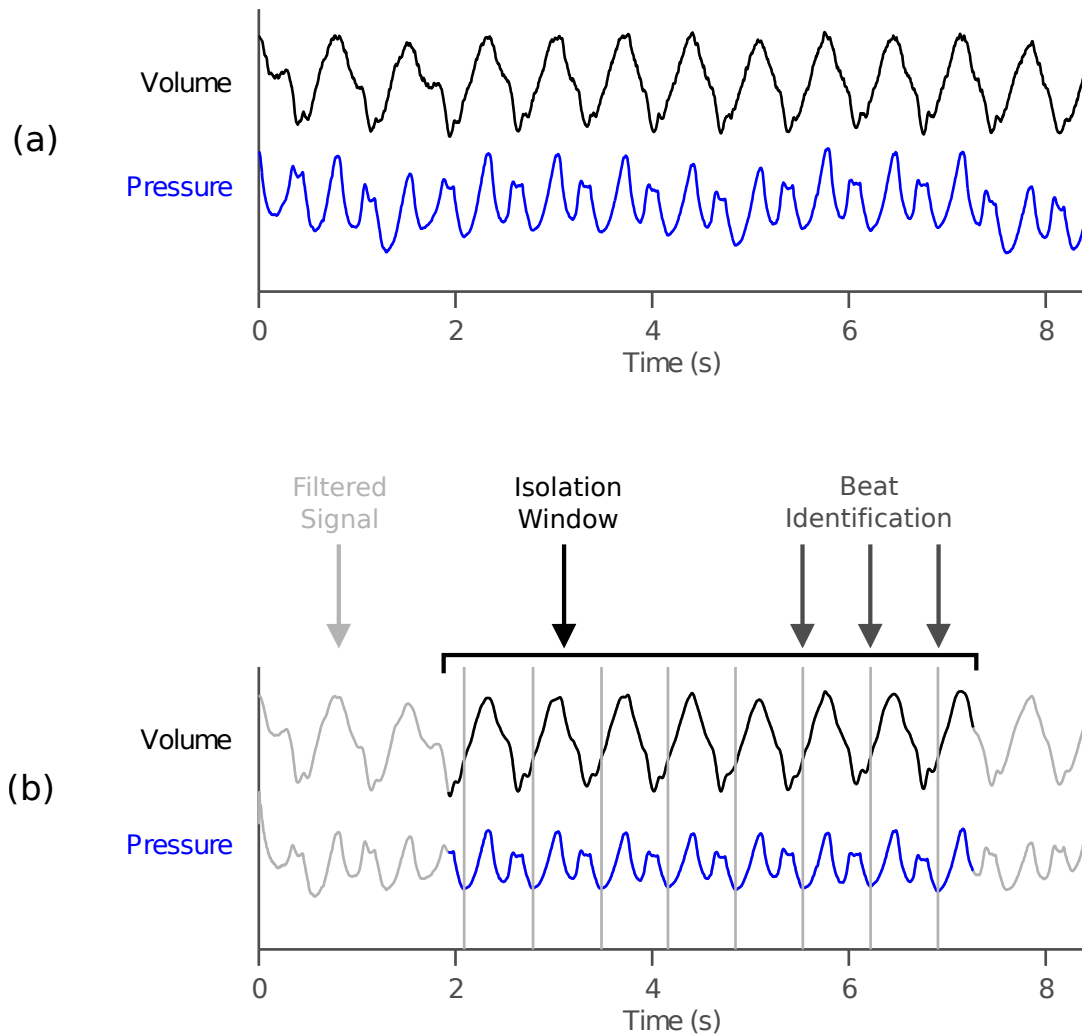 (a)
Volume
Pressure
0 2 4 6 8
Time (s)
Filtered
Signal
Isolation
Window
Beat
Identification
(b)
Volume
Pressure
0 2 4 6 8
Time (s)